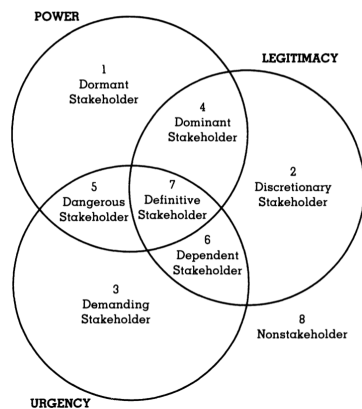 POWER
LEGITIMACY
1
Dormant
Stakeholder
4
Dominant
Stakeholder
2
Discretionary
Stakeholder
5
Dangerous
Stakeholder
7
Definitive
Stakeholder
6
Dependent
Stakeholder
3
Demanding
Stakeholder
8
Nonstakeholder
URGENCY